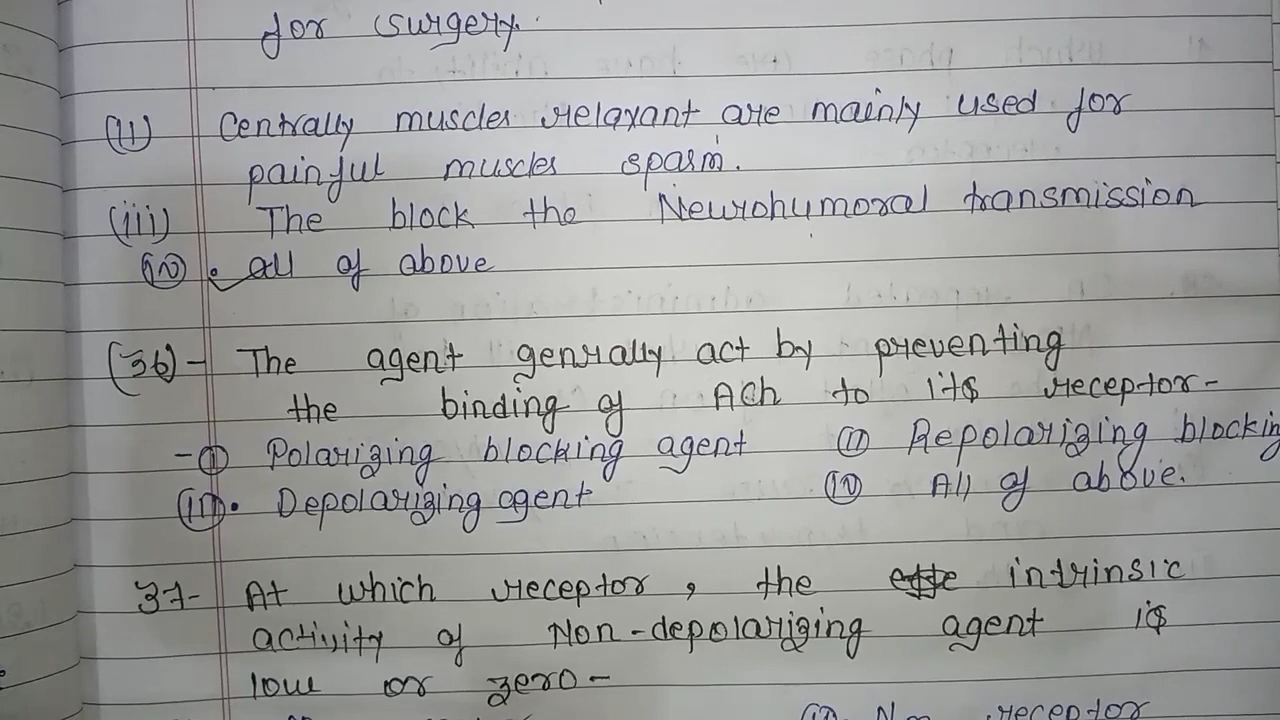 for surgery.
(ii) Centrally muscles relaxant are mainly used for
painful muscles spasm.
(iii) The block the Neurohumoral transmission
(iv) • all of above
(36)- The agent genrally act by preventing
the binding of ACh to its receptor-
- (i) Polarizing blocking agent (ii) Repolarizing blockin
(iii)• Depolarizing agent (iv) All of above.
37- At which receptor, the intrinsic
activity of Non-depolarizing agent is
low or zero-
(ii) receptor